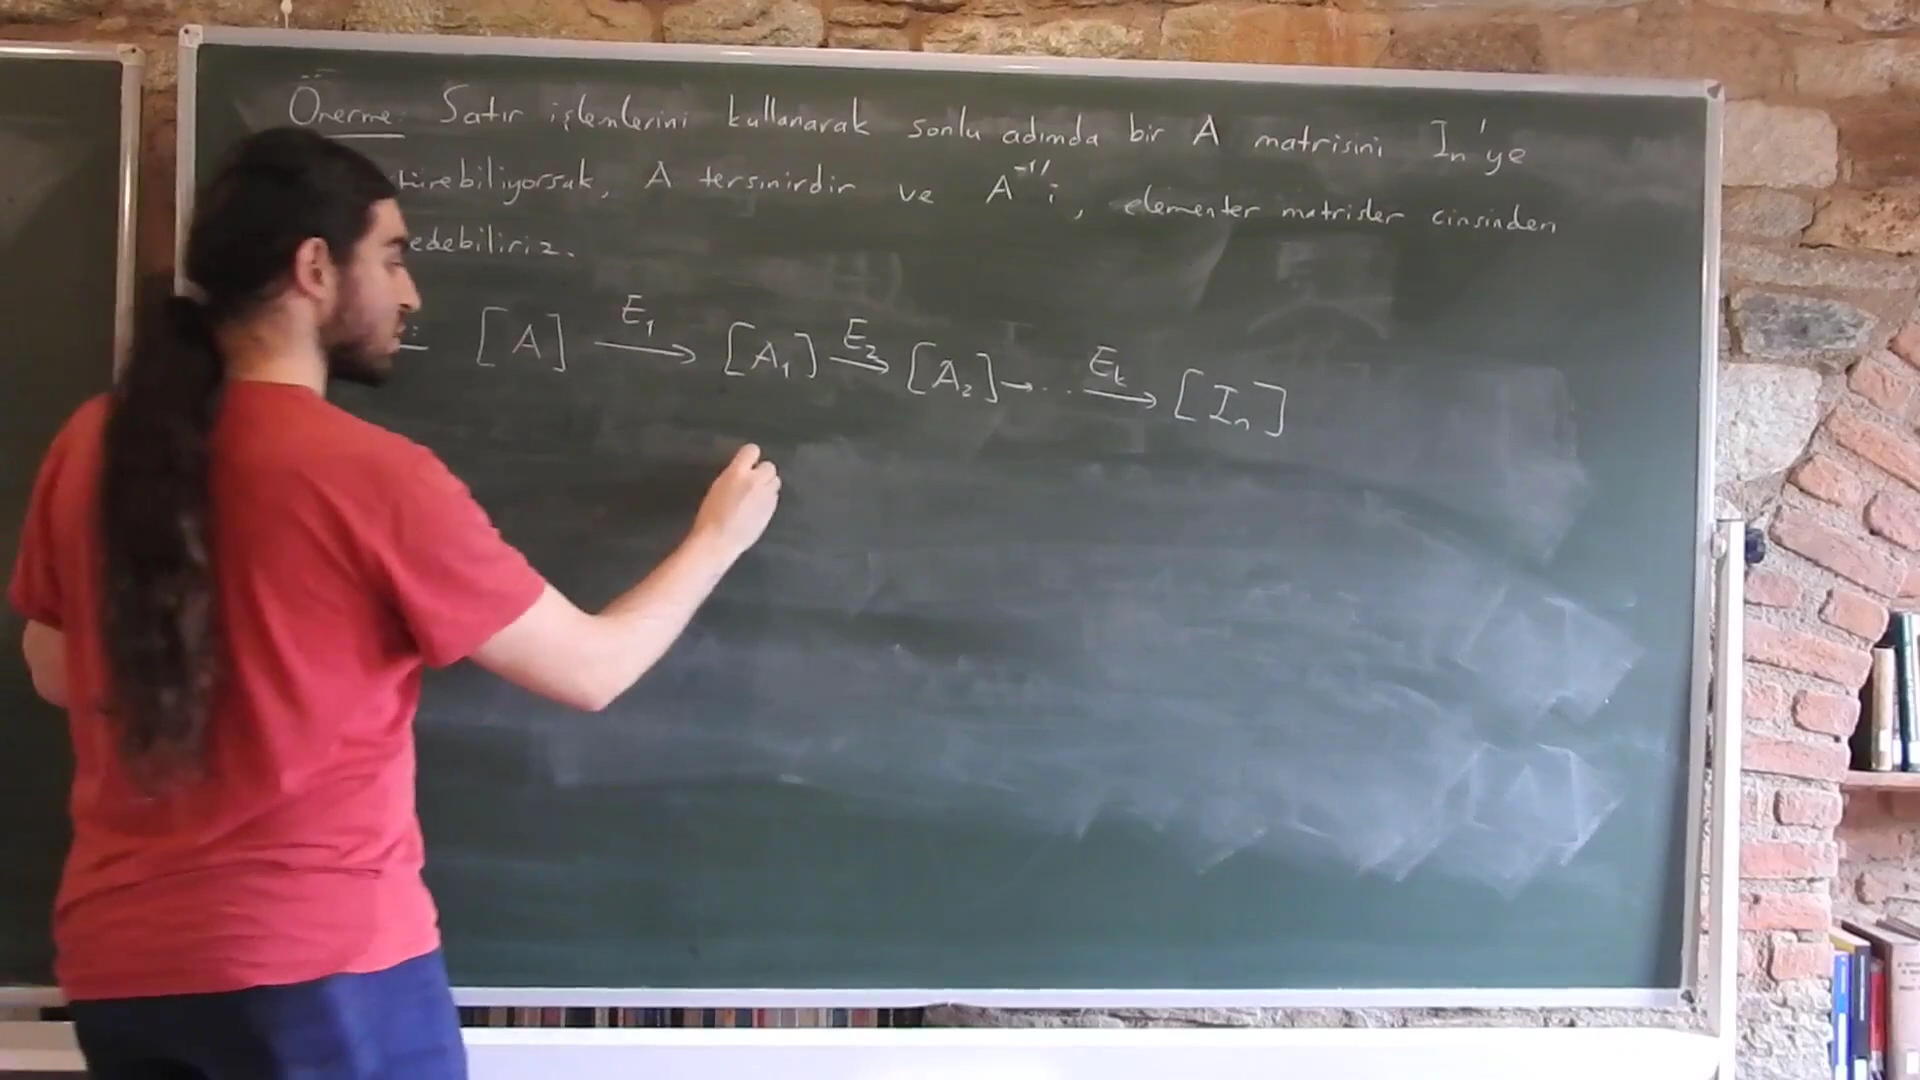 Önerme: Satır işlemlerini kullanarak sonlu adımda bir A matrisini In'ye
türebiliyorsak, A tersinirdir ve A⁻¹'i, elementer matrisler cinsinden
edebiliriz.
: [A] E₁→ [A₁] E₂→ [A₂] → ... Eₖ→ [Iₙ]